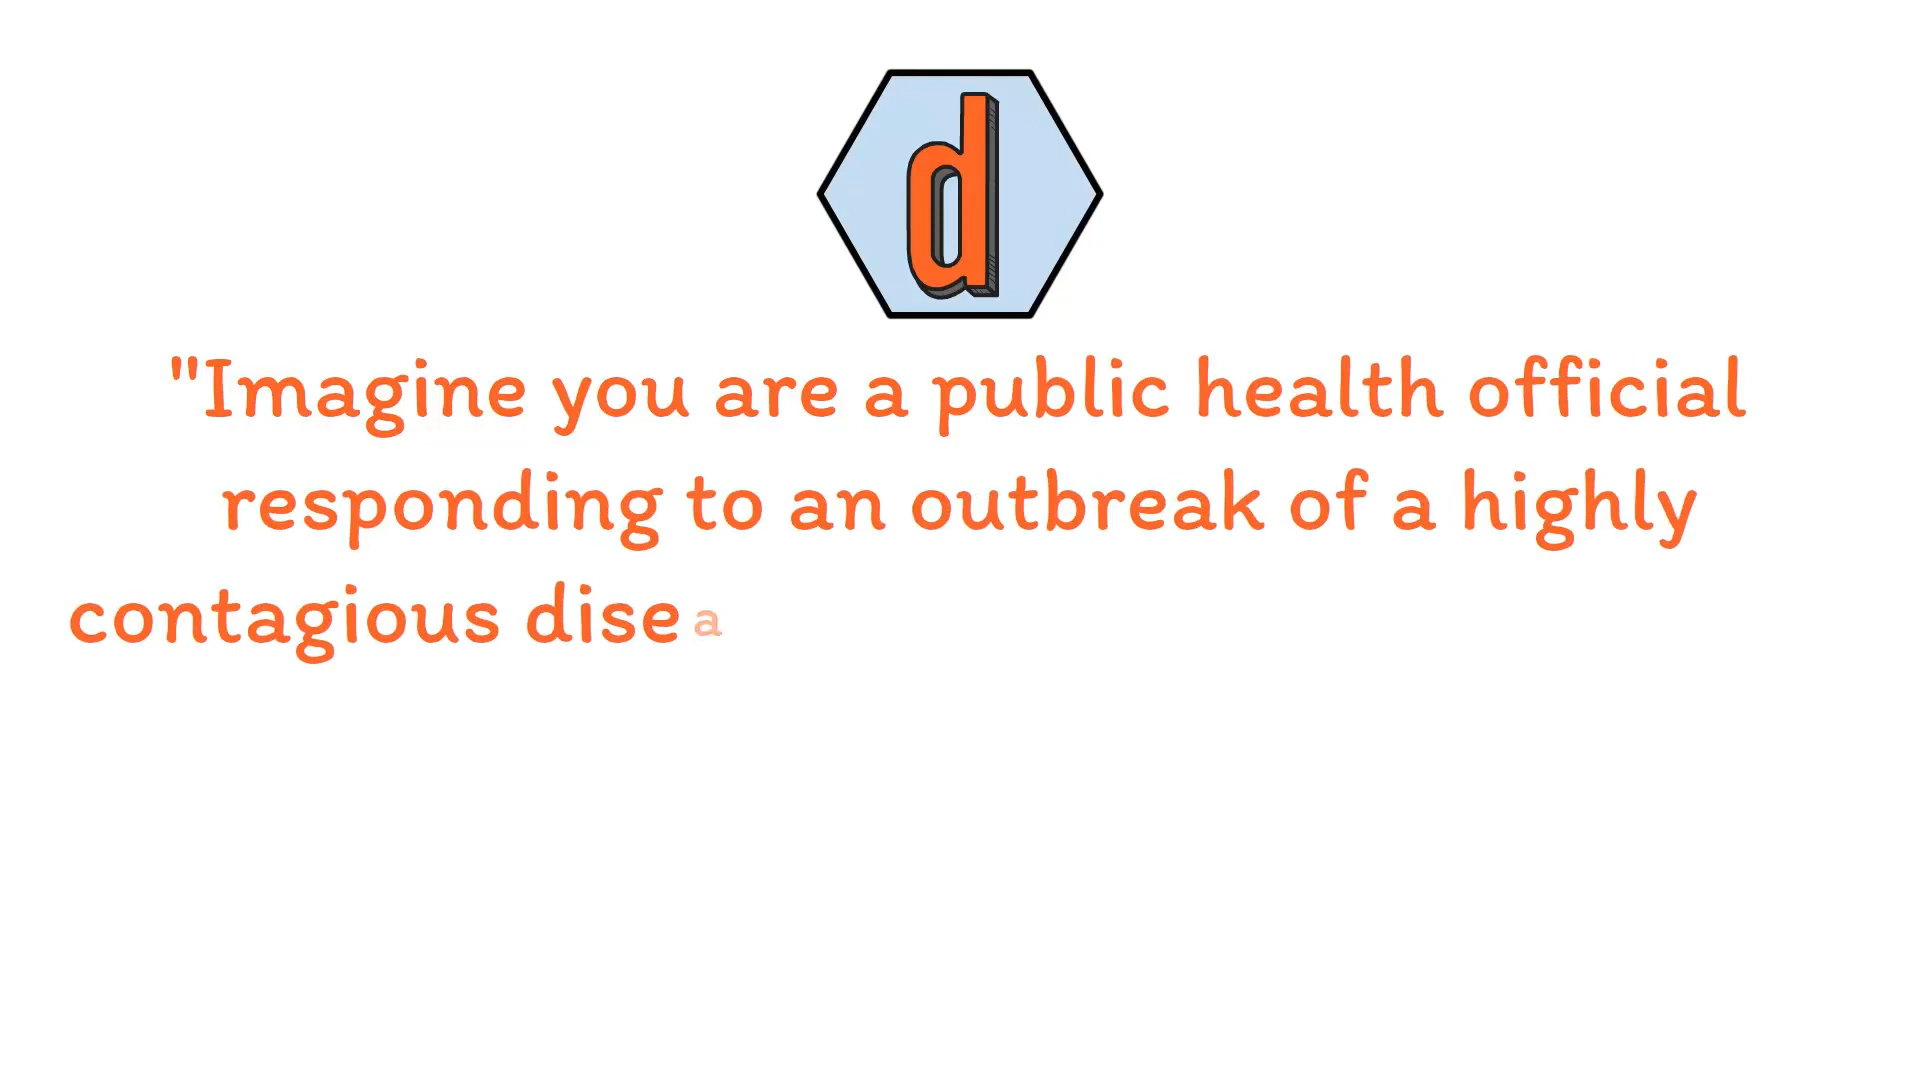 d
"Imagine you are a public health official
responding to an outbreak of a highly
contagious disea